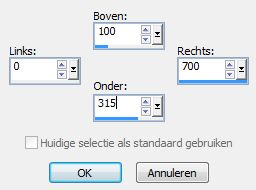 Boven:
100
Links:
0
Rechts:
700
Onder:
315
Huidige selectie als standaard gebruiken
OK
Annuleren